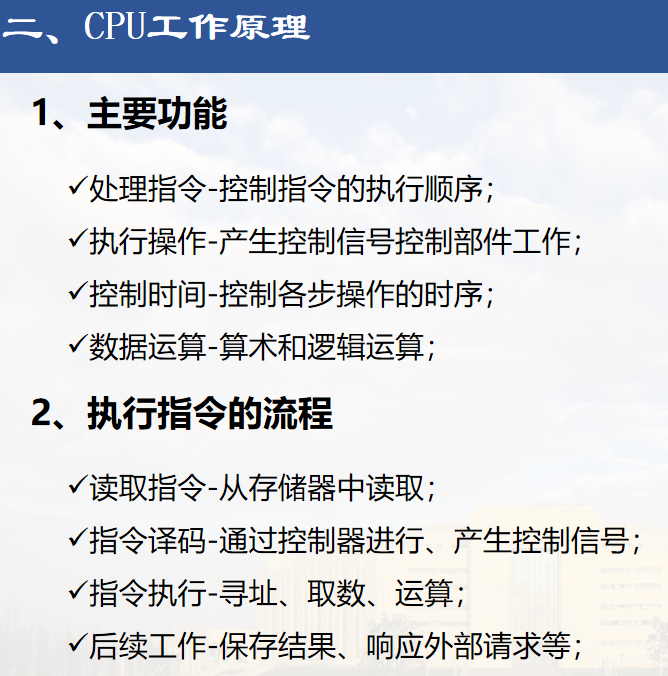 二、CPU工作原理
1、主要功能
✓处理指令-控制指令的执行顺序；
✓执行操作-产生控制信号控制部件工作；
✓控制时间-控制各步操作的时序；
✓数据运算-算术和逻辑运算；
2、执行指令的流程
✓读取指令-从存储器中读取；
✓指令译码-通过控制器进行、产生控制信号；
✓指令执行-寻址、取数、运算；
✓后续工作-保存结果、响应外部请求等；